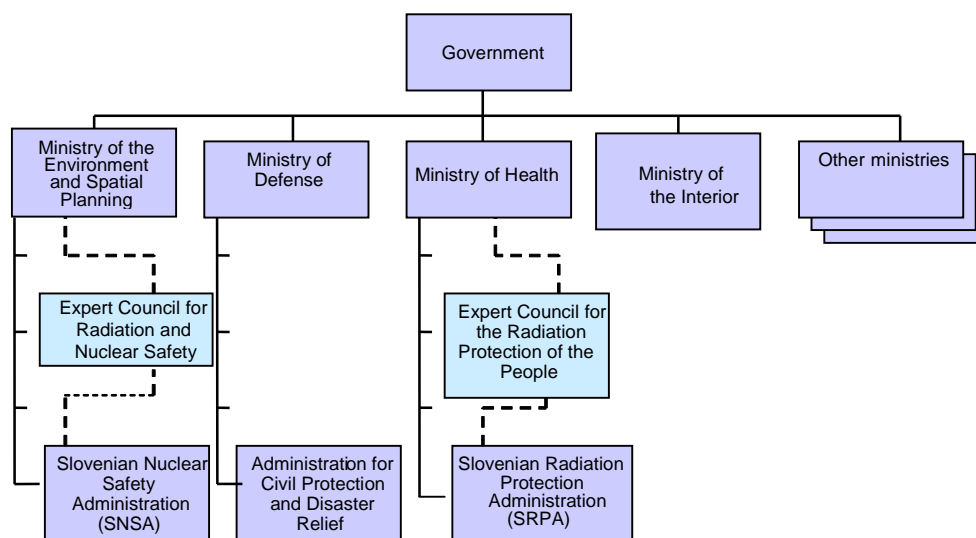 Government
Ministry of the
Environment
and Spatial
Planning
Ministry of
Defense
Ministry of Health
Ministry of
the Interior
Other ministries
Expert Council for
Radiation and
Nuclear Safety
Expert Council for
the Radiation
Protection of the
People
Slovenian Nuclear
Safety
Administration
(SNSA)
Administration for
Civil Protection
and Disaster
Relief
Slovenian Radiation
Protection
Administration
(SRPA)